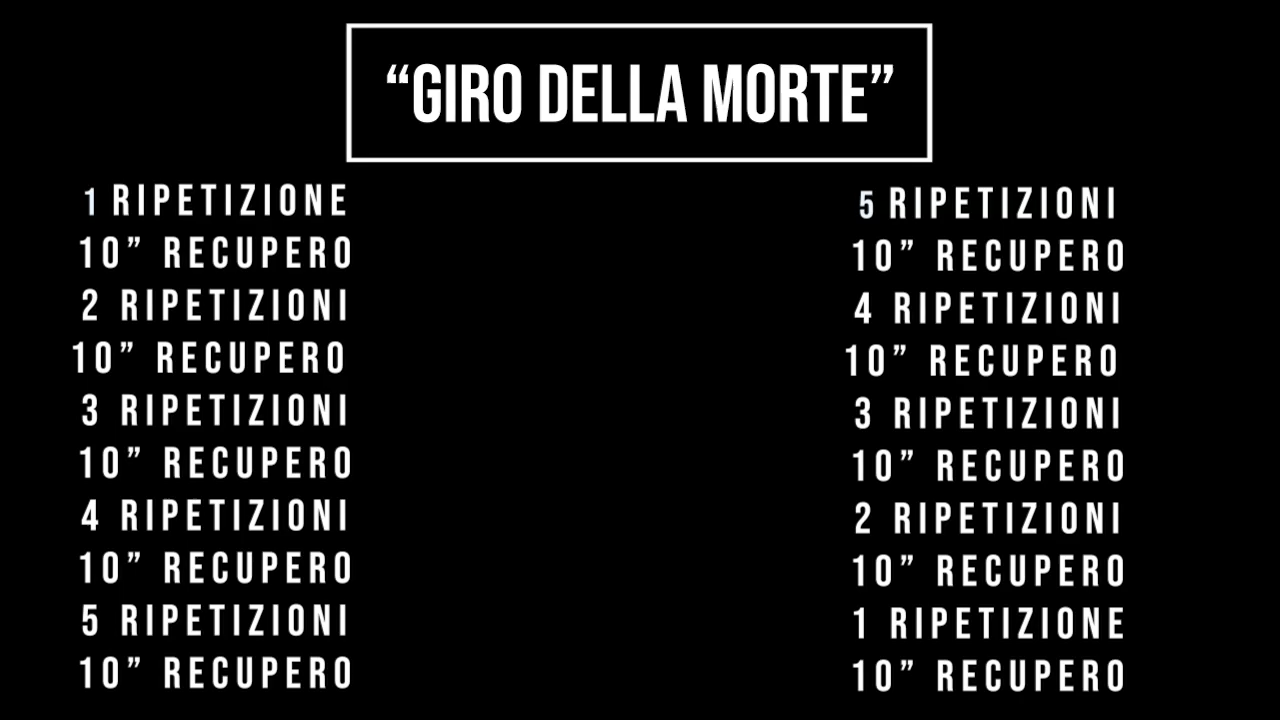 “GIRO DELLA MORTE”
1 RIPETIZIONE
10” RECUPERO
2 RIPETIZIONI
10” RECUPERO
3 RIPETIZIONI
10” RECUPERO
4 RIPETIZIONI
10” RECUPERO
5 RIPETIZIONI
10” RECUPERO
5 RIPETIZIONI
10” RECUPERO
4 RIPETIZIONI
10” RECUPERO
3 RIPETIZIONI
10” RECUPERO
2 RIPETIZIONI
10” RECUPERO
1 RIPETIZIONE
10” RECUPERO